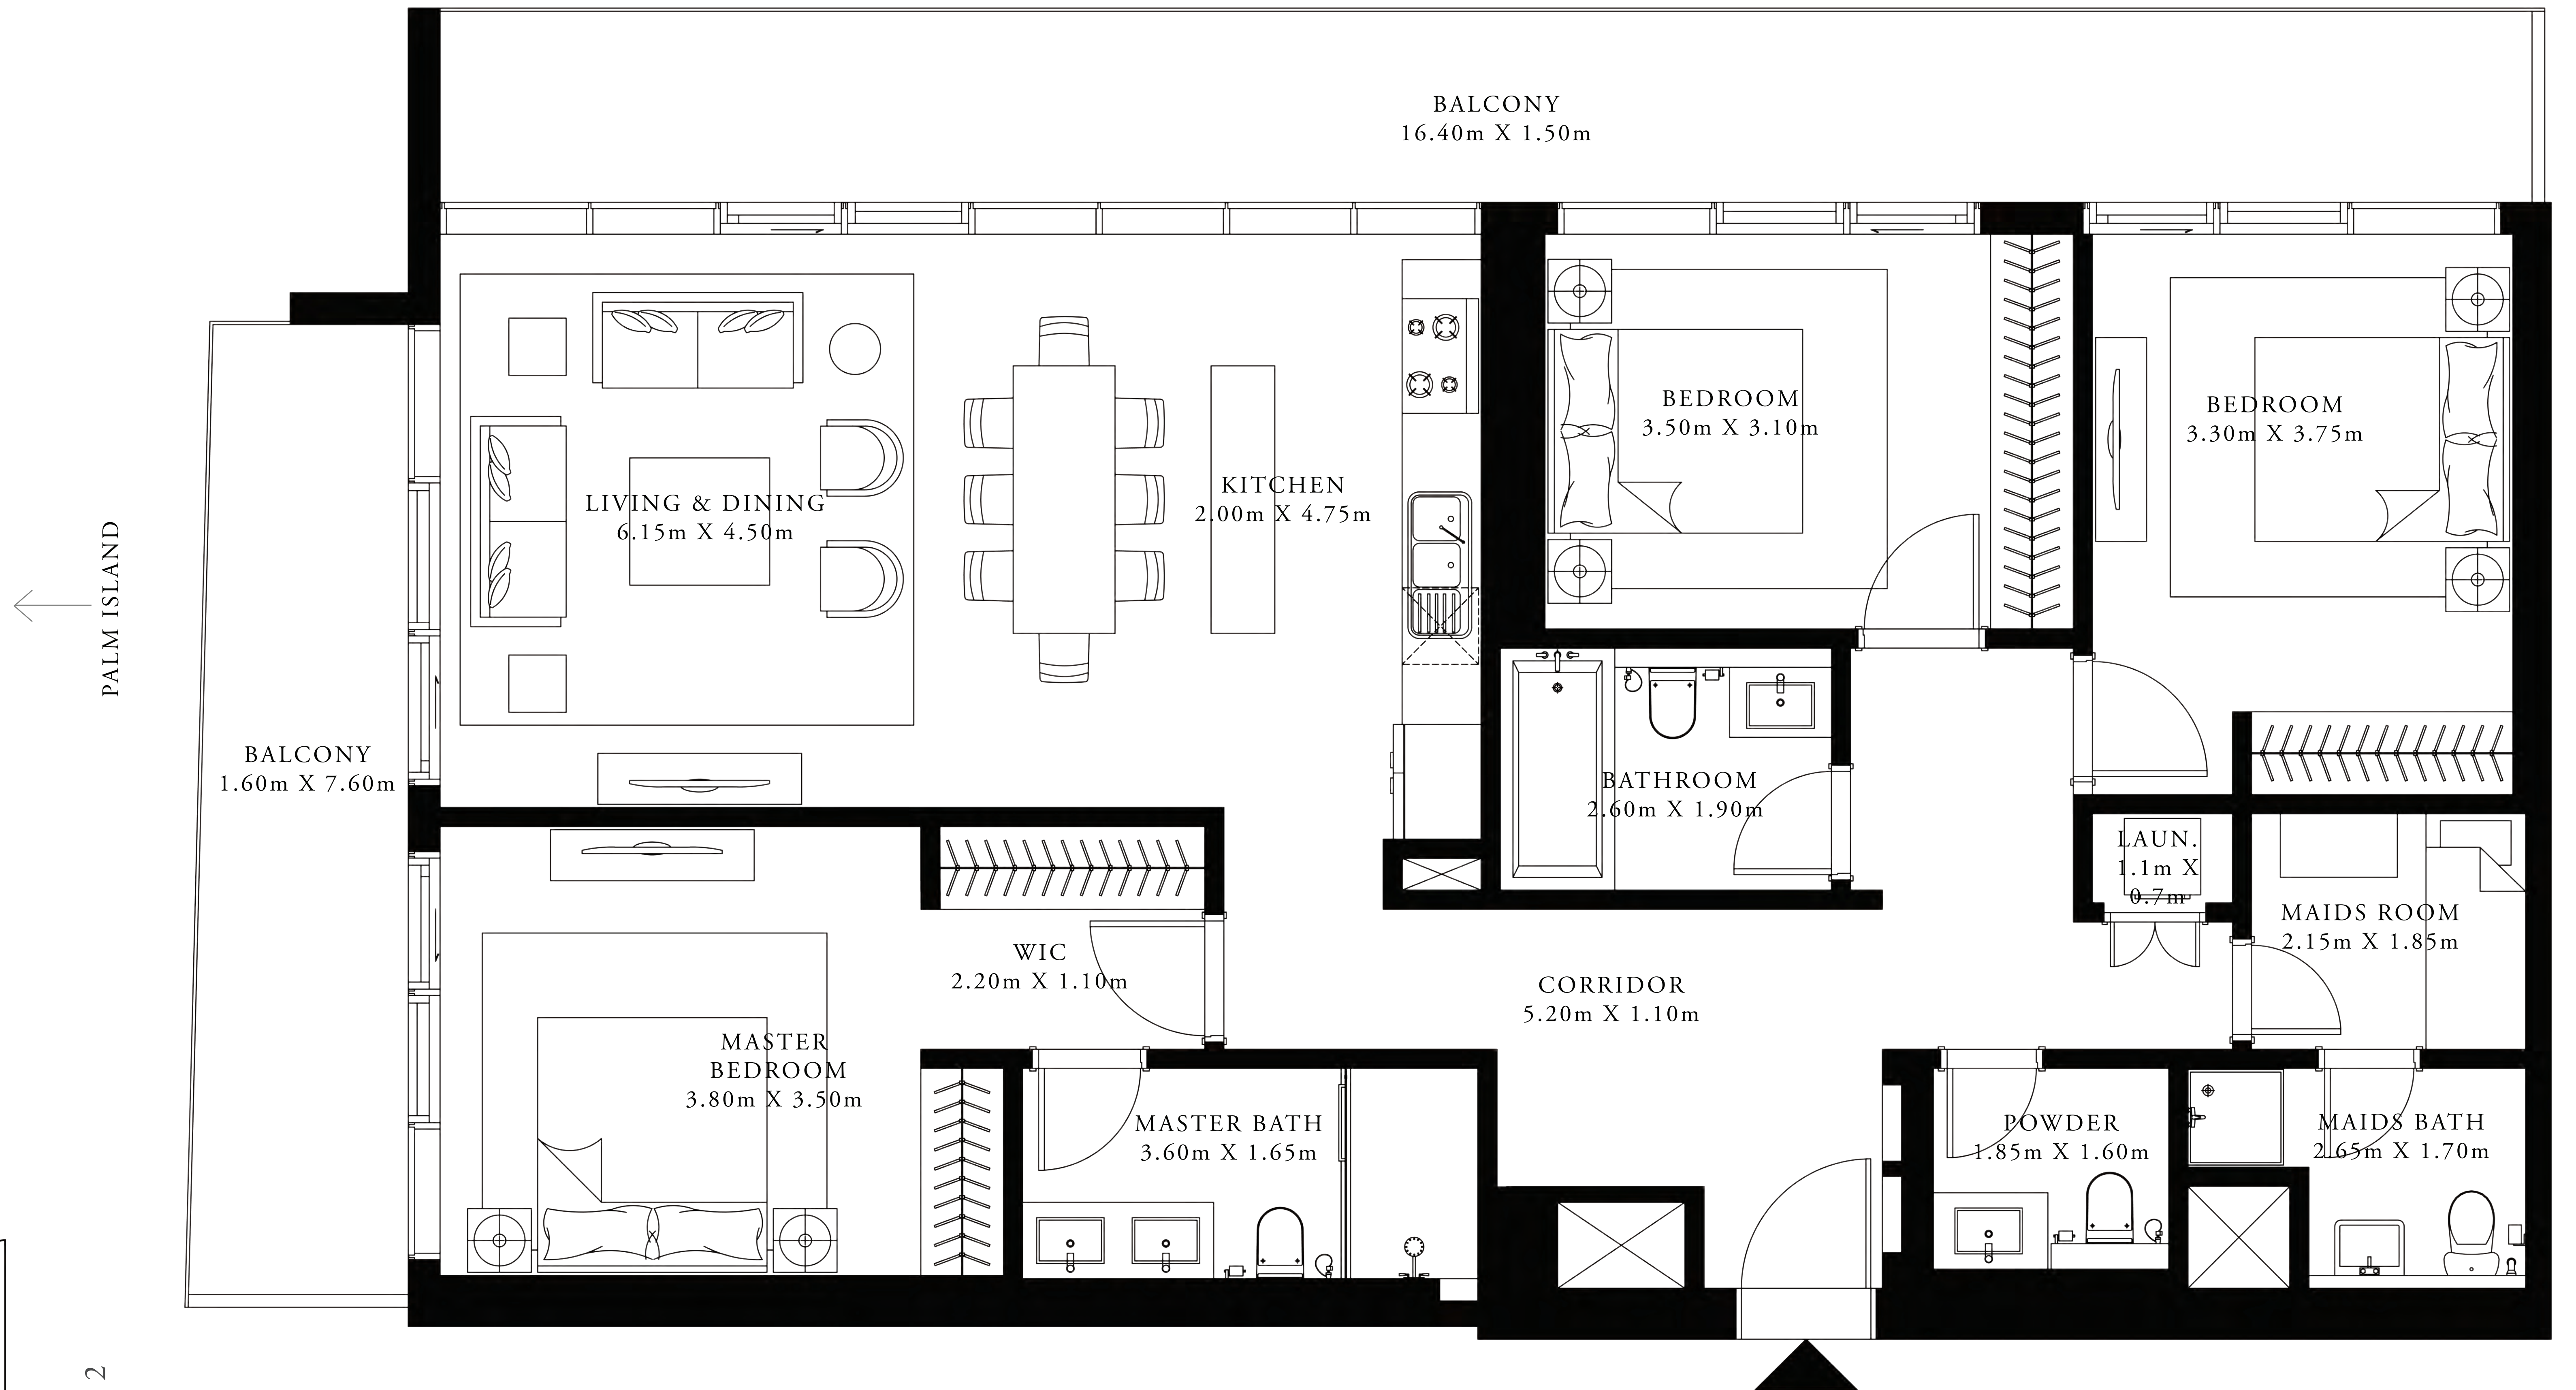 BALCONY
16.40m X 1.50m
BEDROOM
3.50m X 3.10m
BEDROOM
3.30m X 3.75m
LIVING & DINING
6.15m X 4.50m
KITCHEN
2.00m X 4.75m
PALM ISLAND
BALCONY
1.60m X 7.60m
BATHROOM
2.60m X 1.90m
LAUN.
1.1m X
0.7m
MAIDS ROOM
2.15m X 1.85m
WIC
2.20m X 1.10m
CORRIDOR
5.20m X 1.10m
MASTER
BEDROOM
3.80m X 3.50m
MASTER BATH
3.60m X 1.65m
POWDER
1.85m X 1.60m
MAIDS BATH
2.65m X 1.70m
2